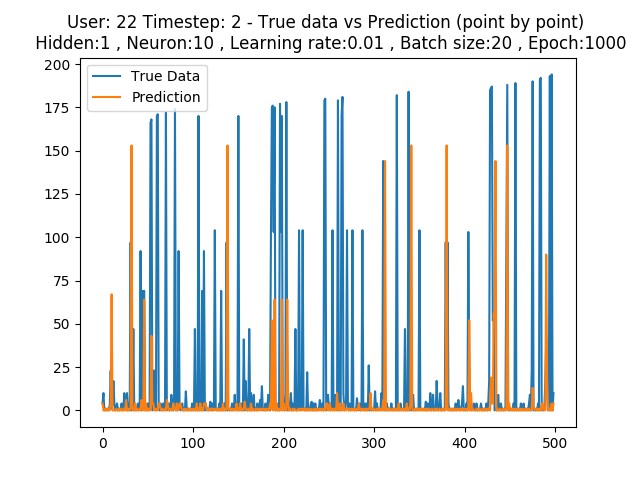 User: 22 Timestep: 2 - True data vs Prediction (point by point)
Hidden:1 , Neuron:10 , Learning rate:0.01 , Batch size:20 , Epoch:1000
200
175
150
125
100
75
50
25
0
True Data
Prediction
0 100 200 300 400 500